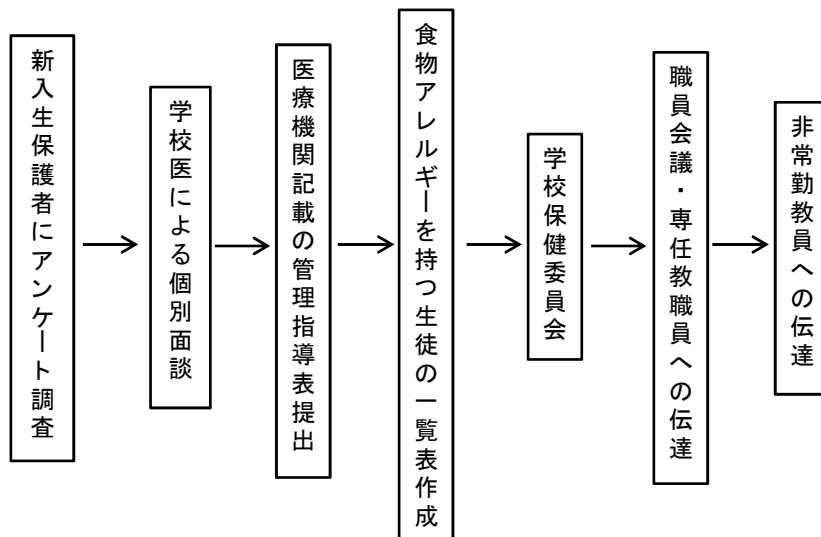 新入生保護者にアンケート調査
学校医による個別面談
医療機関記載の管理指導表提出
食物アレルギーを持つ生徒の一覧表作成
学校保健委員会
職員会議・専任教職員への伝達
非常勤教員への伝達